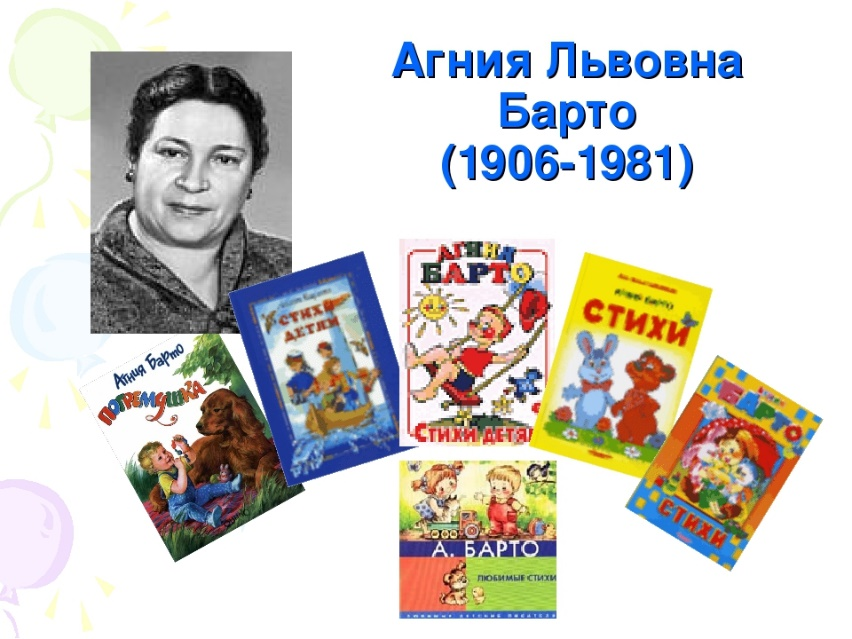 Агния Львовна
Барто
(1906-1981)
Агния Барто
ПОГРЕМУШКА
СТИХИ
ДЕТЯМ
АГНИЯ
БАРТО
СТИХИ ДЕТЯМ
АГНИЯ БАРТО
СТИХИ
БАРТО
СТИХИ
А. БАРТО
ЛЮБИМЫЕ СТИХИ